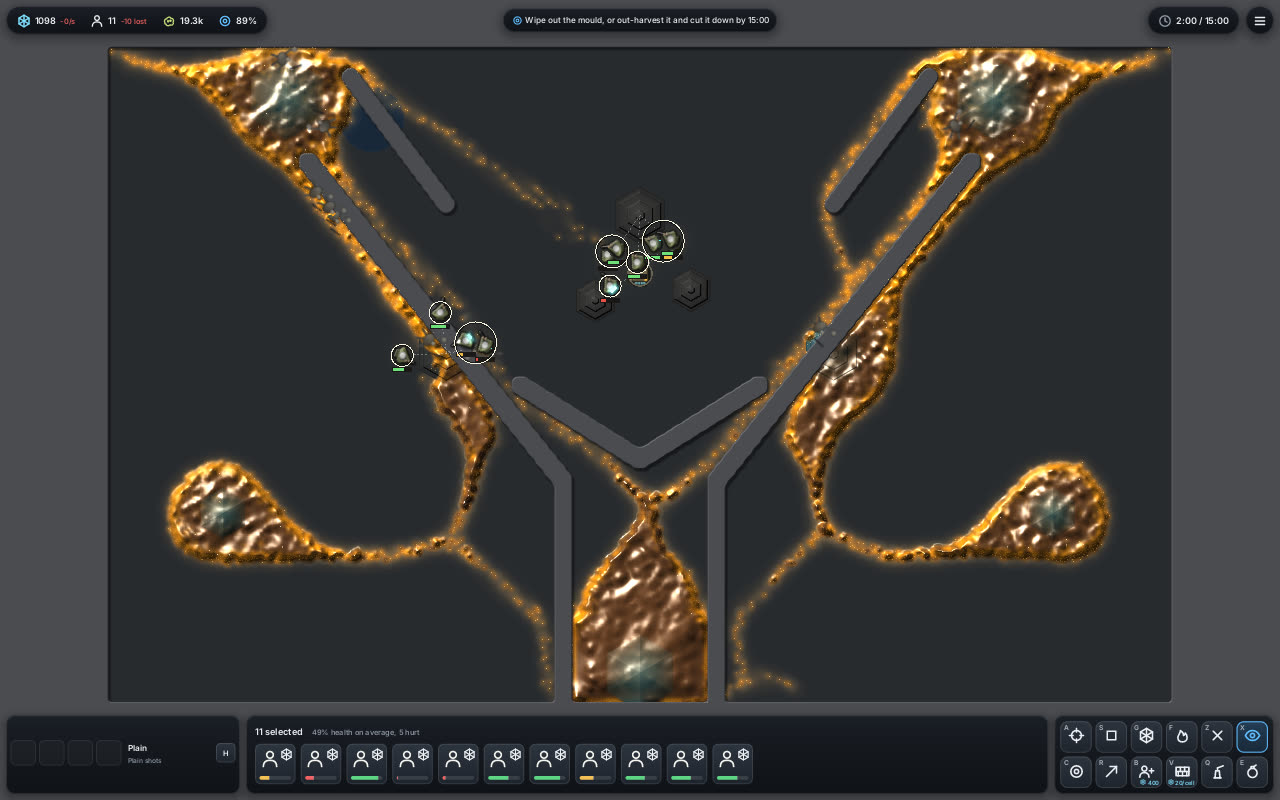 1098 -0/s 11 -10 lost 19.3k 89%
Wipe out the mould, or out-harvest it and cut it down by 15:00
2:00 / 15:00
Plain
Plain shots
H
11 selected 49% health on average, 5 hurt
A S G F Z X
C R B V Q E
400 20/cell